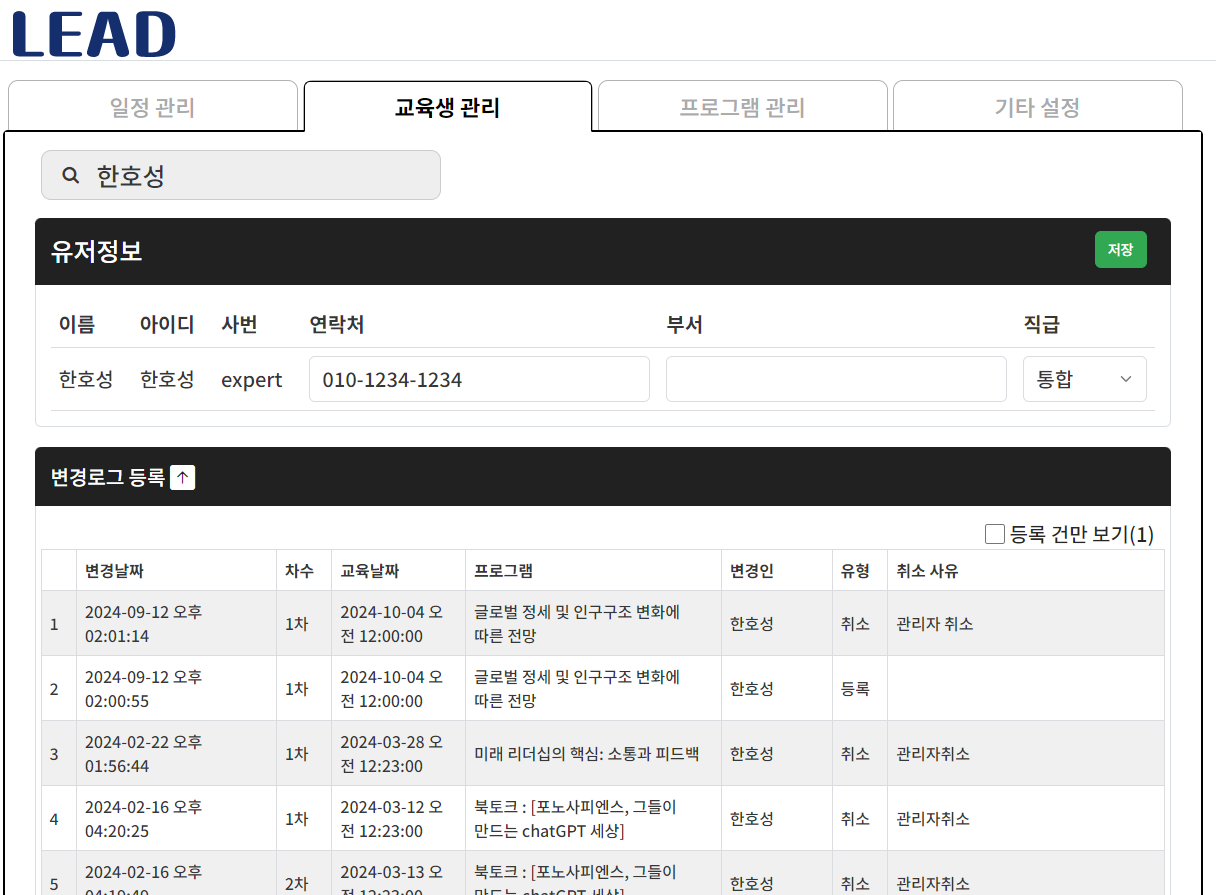 LEAD
일정 관리 교육생 관리 프로그램 관리 기타 설정
한호성
유저정보 저장
이름 아이디 사번 연락처 부서 직급
한호성 한호성 expert 010-1234-1234 통합
변경로그 등록 ↑
등록 건만 보기(1)
변경날짜 차수 교육날짜 프로그램 변경인 유형 취소 사유
1 2024-09-12 오후 02:01:14 1차 2024-10-04 오전 12:00:00 글로벌 정세 및 인구구조 변화에 따른 전망 한호성 취소 관리자 취소
2 2024-09-12 오후 02:00:55 1차 2024-10-04 오전 12:00:00 글로벌 정세 및 인구구조 변화에 따른 전망 한호성 등록
3 2024-02-22 오후 01:56:44 1차 2024-03-28 오전 12:23:00 미래 리더십의 핵심: 소통과 피드백 한호성 취소 관리자취소
4 2024-02-16 오후 04:20:25 1차 2024-03-12 오전 12:23:00 북토크 : [포노사피엔스, 그들이 만드는 chatGPT 세상] 한호성 취소 관리자취소
5 2024-02-16 오후 04:19:49 2차 2024-03-13 오전 12:23:00 북토크 : [포노사피엔스, 그들이 만드는 chatGPT 세상] 한호성 취소 관리자취소